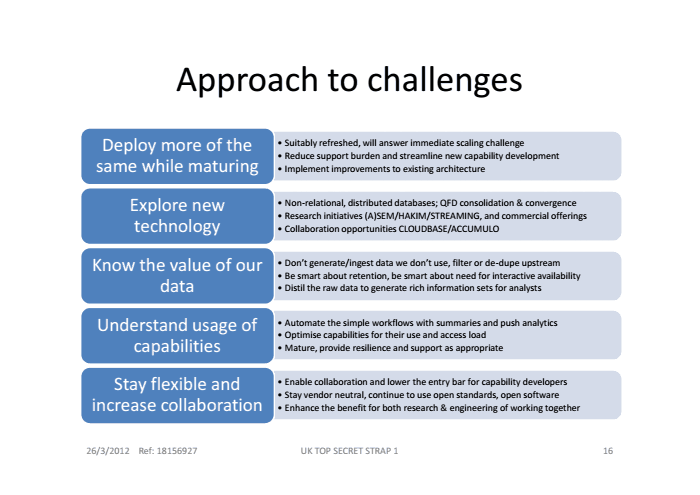 Approach to challenges
Deploy more of the
same while maturing
• Suitably refreshed, will answer immediate scaling challenge
• Reduce support burden and streamline new capability development
• Implement improvements to existing architecture
Explore new
technology
• Non-relational, distributed databases; QFD consolidation & convergence
• Research initiatives (A)SEM/HAKIM/STREAMING, and commercial offerings
• Collaboration opportunities CLOUDBASE/ACCUMULO
Know the value of our
data
• Don't generate/ingest data we don't use, filter or de-dupe upstream
• Be smart about retention, be smart about need for interactive availability
• Distil the raw data to generate rich information sets for analysts
Understand usage of
capabilities
• Automate the simple workflows with summaries and push analytics
• Optimise capabilities for their use and access load
• Mature, provide resilience and support as appropriate
Stay flexible and
increase collaboration
• Enable collaboration and lower the entry bar for capability developers
• Stay vendor neutral, continue to use open standards, open software
• Enhance the benefit for both research & engineering of working together
26/3/2012 Ref: 18156927
UK TOP SECRET STRAP 1
16